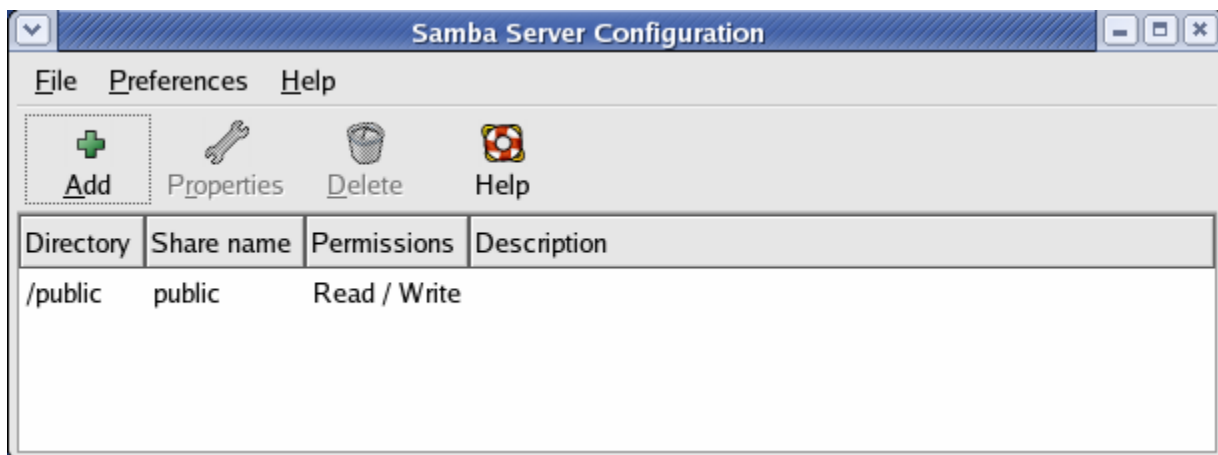 Samba Server Configuration
File Preferences Help
Add Properties Delete Help
Directory Share name Permissions Description
/public public Read / Write